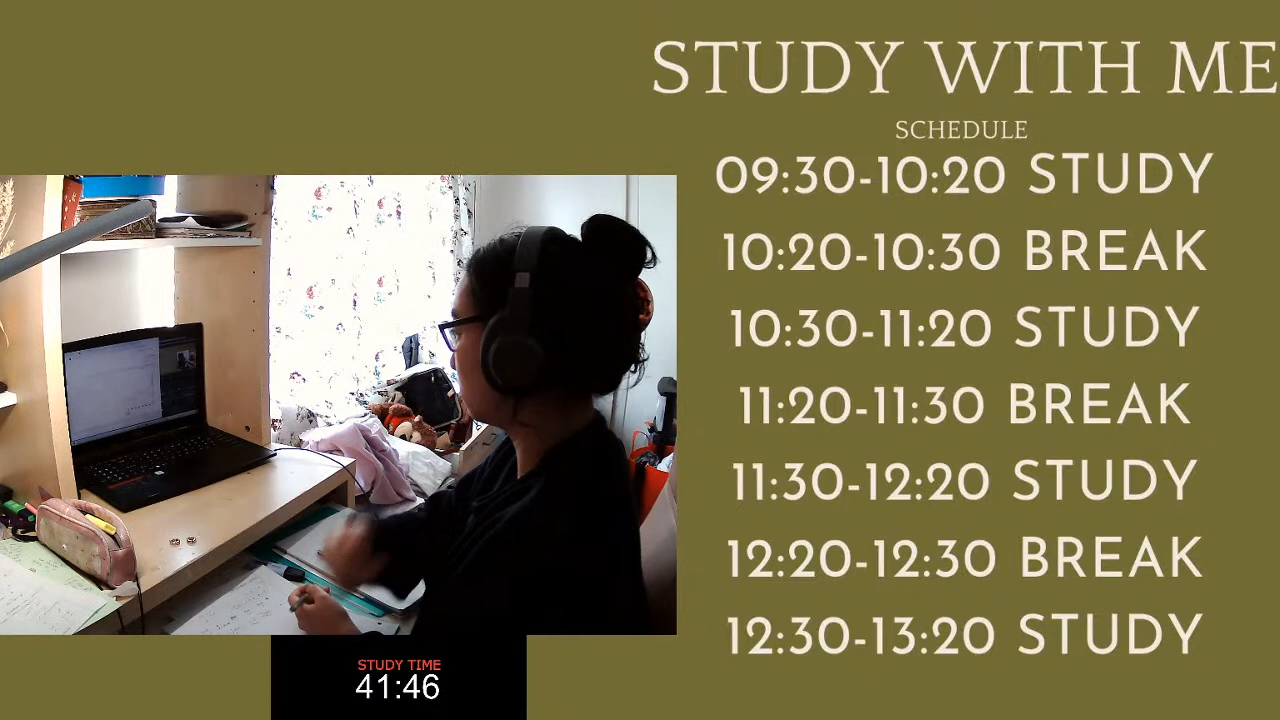 STUDY WITH ME
SCHEDULE
09:30-10:20 STUDY
10:20-10:30 BREAK
10:30-11:20 STUDY
11:20-11:30 BREAK
11:30-12:20 STUDY
12:20-12:30 BREAK
12:30-13:20 STUDY
STUDY TIME
41:46